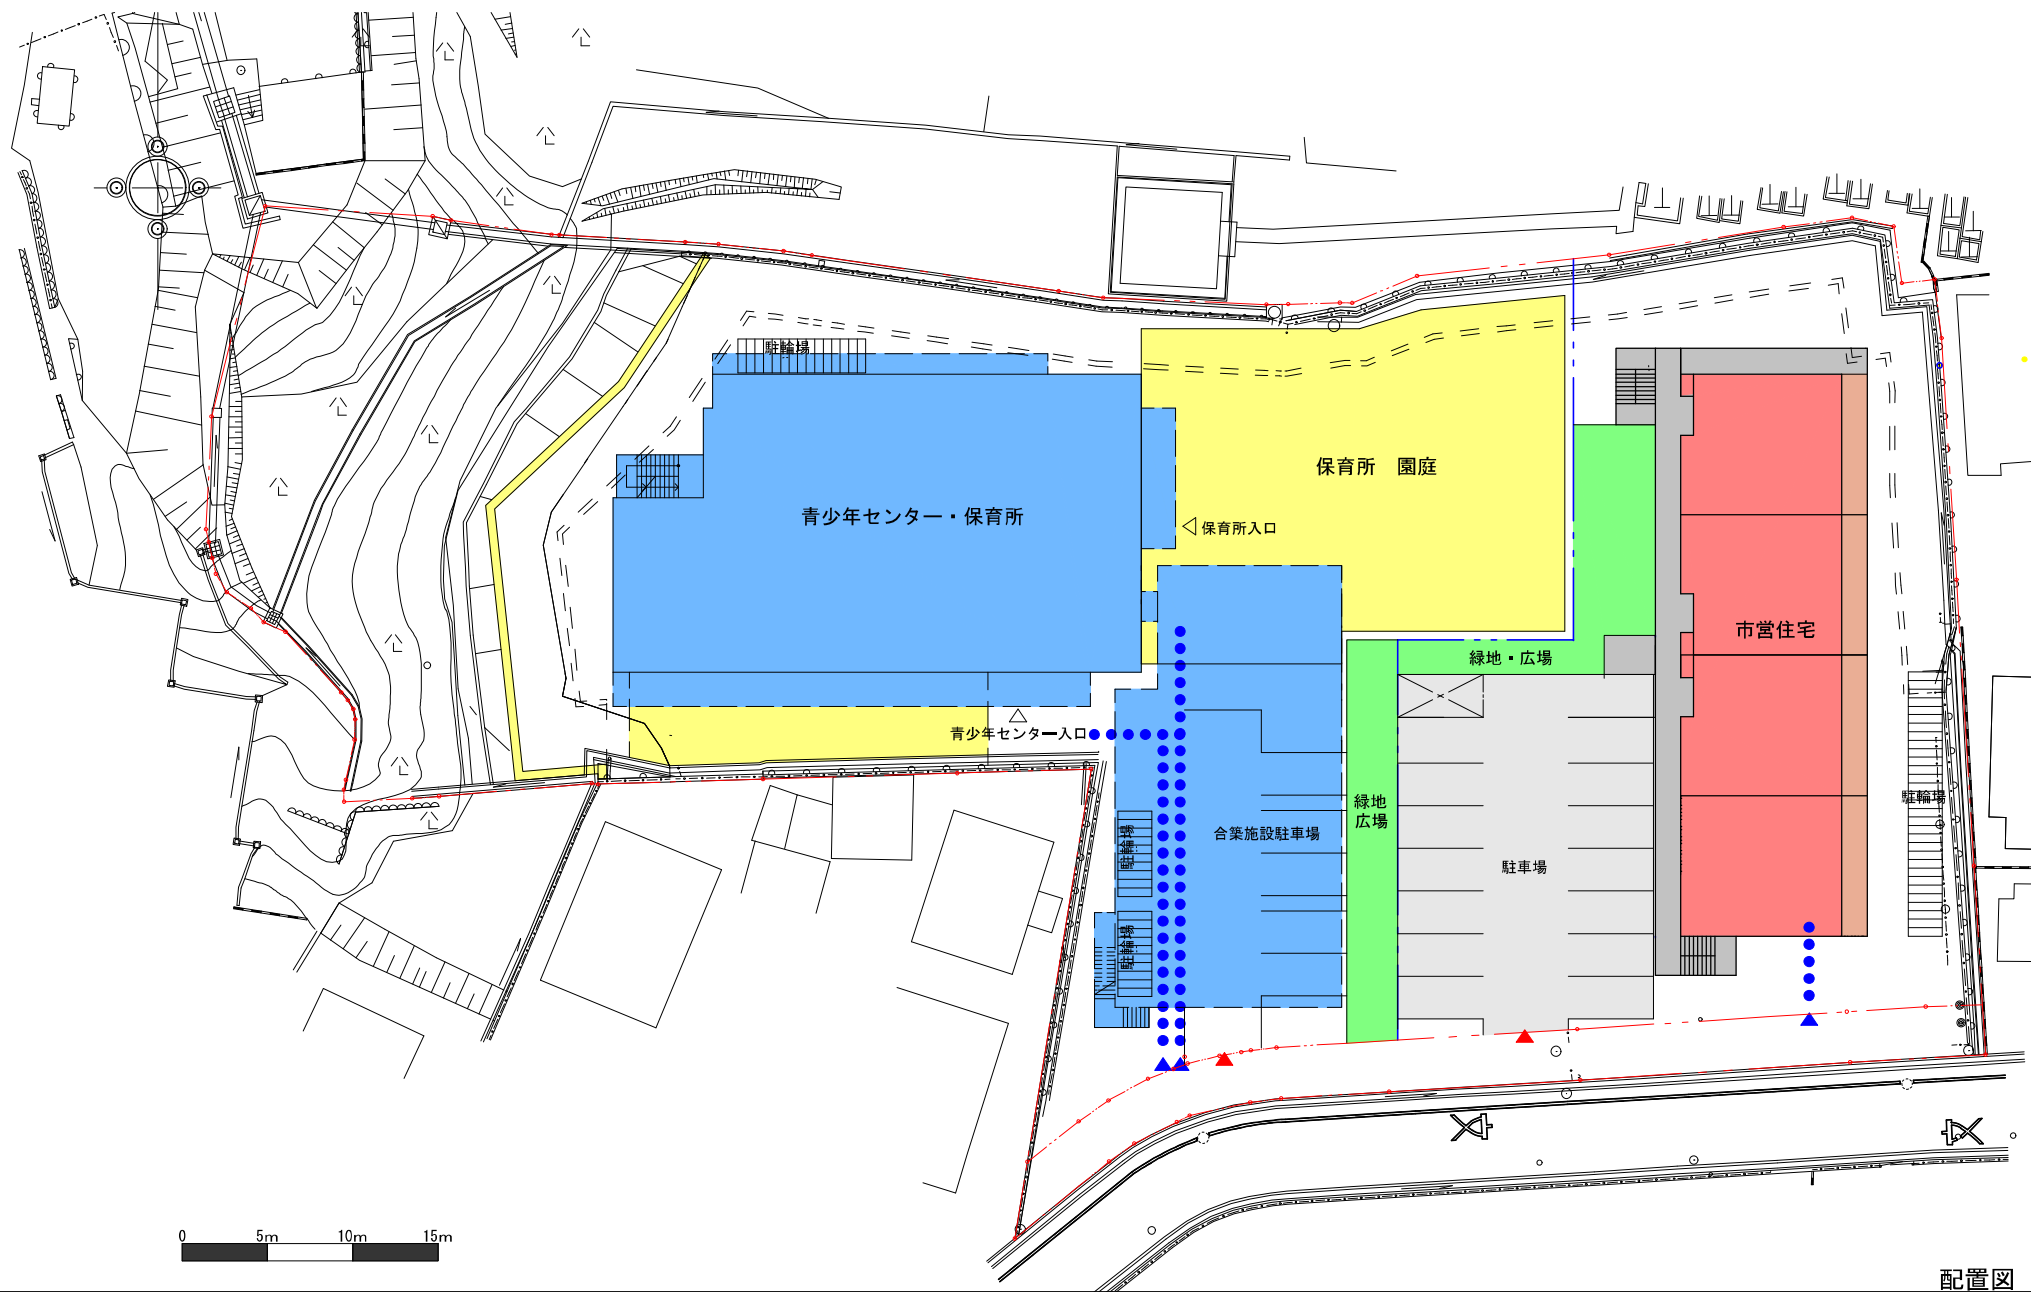 駐輪場
保育所　園庭
青少年センター・保育所
保育所入口
市営住宅
緑地・広場
青少年センター入口
駐輪場
緑地
広場
合築施設駐車場
駐輪場
駐車場
駐輪場
0 5m 10m 15m
配置図